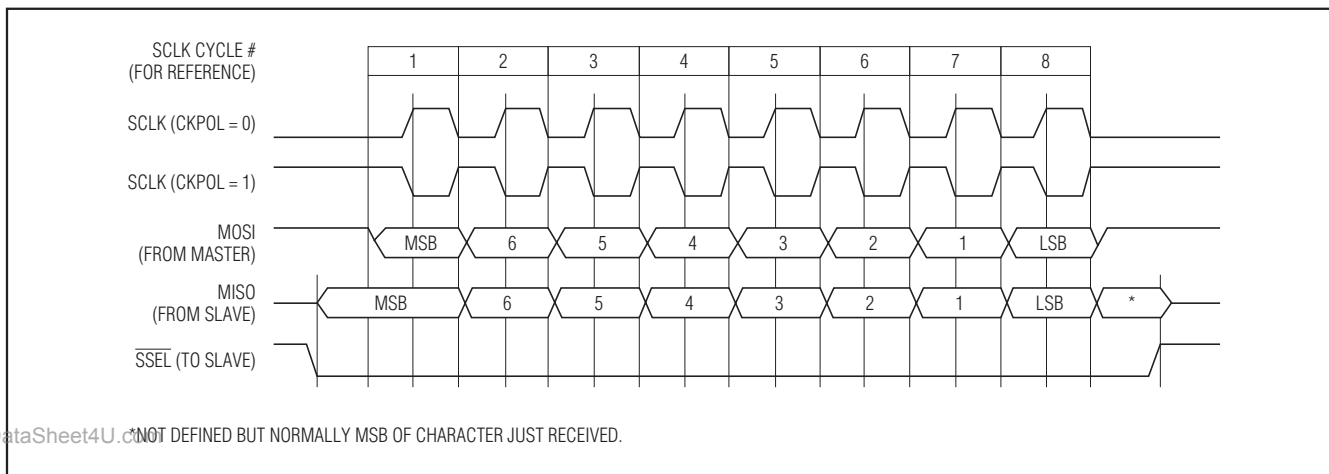 SCLK CYCLE #
(FOR REFERENCE)
1 2 3 4 5 6 7 8
SCLK (CKPOL = 0)
SCLK (CKPOL = 1)
MOSI
(FROM MASTER)
MSB 6 5 4 3 2 1 LSB
MISO
(FROM SLAVE)
MSB 6 5 4 3 2 1 LSB *
SSEL (TO SLAVE)
*NOT DEFINED BUT NORMALLY MSB OF CHARACTER JUST RECEIVED.
ataSheet4U.com